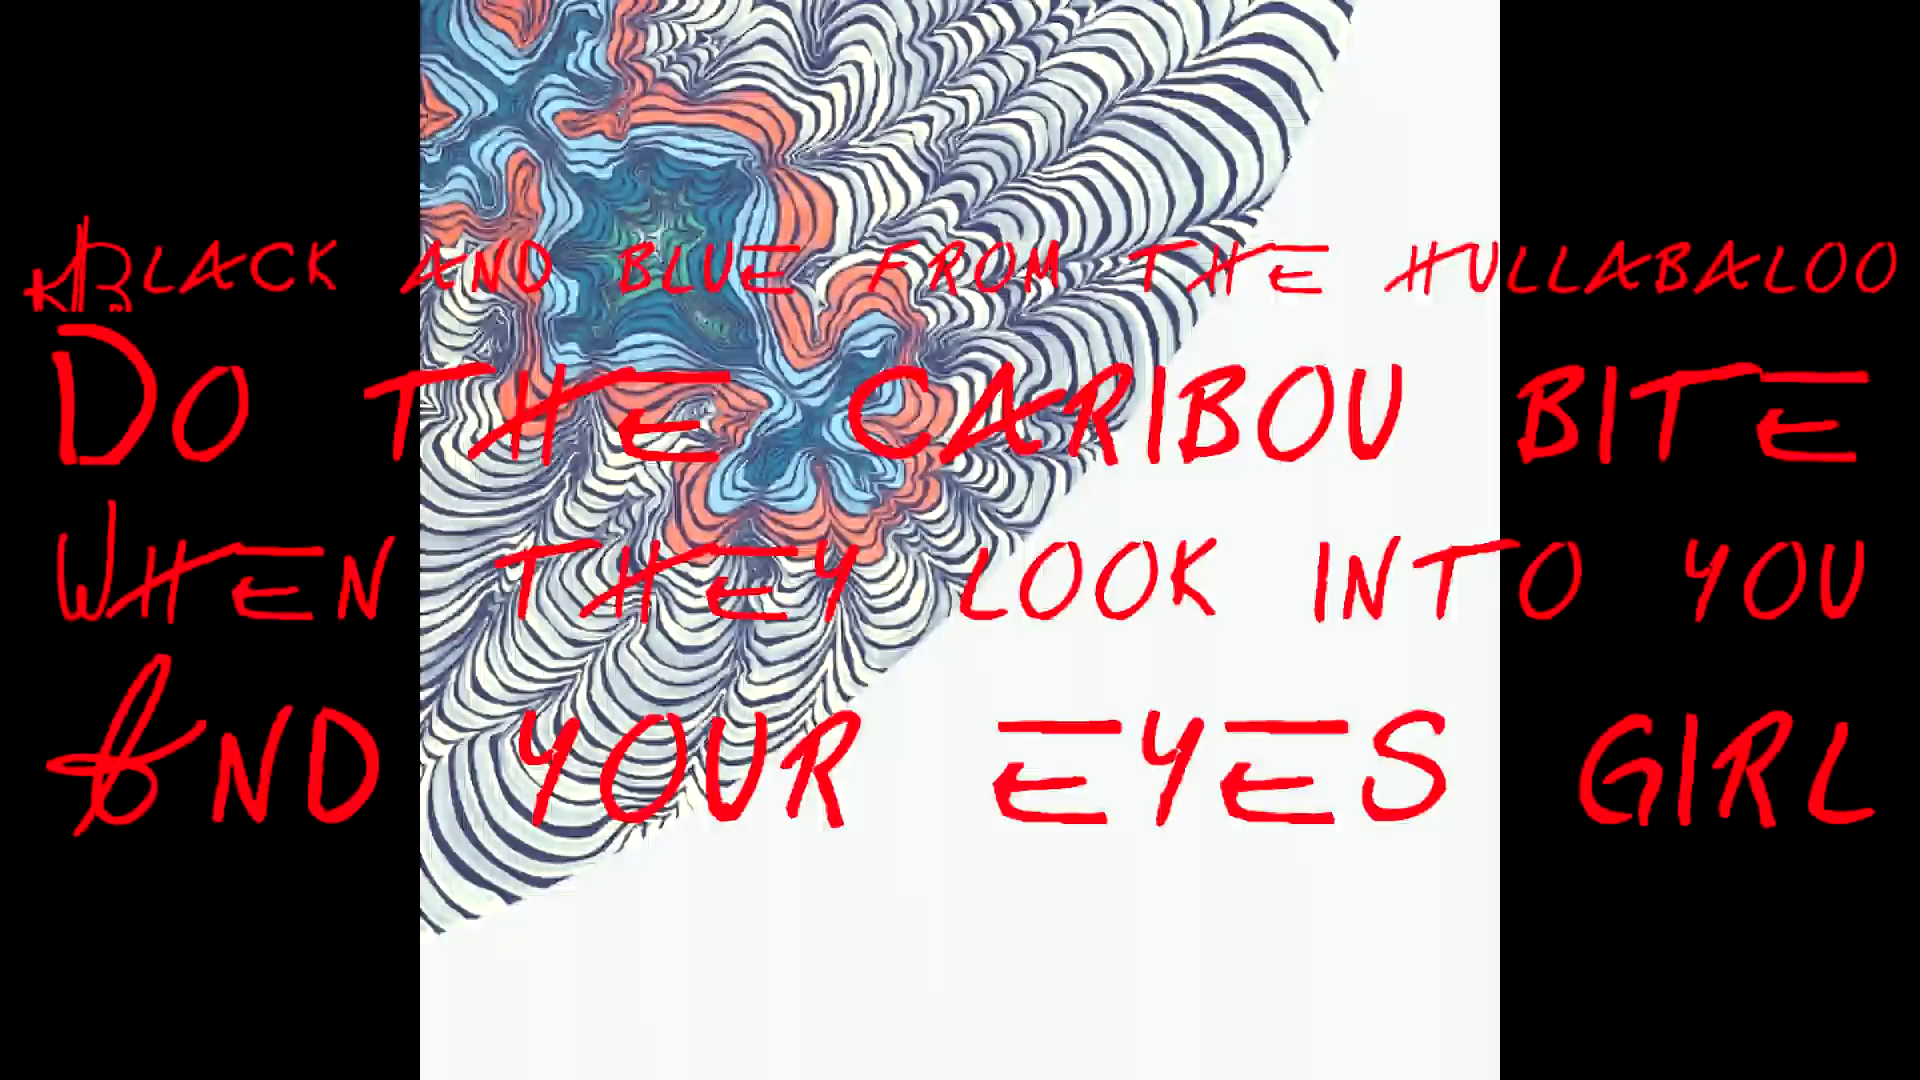 Black and blue from the hullabaloo
Do the caribou bite
When they look into you
And your eyes girl